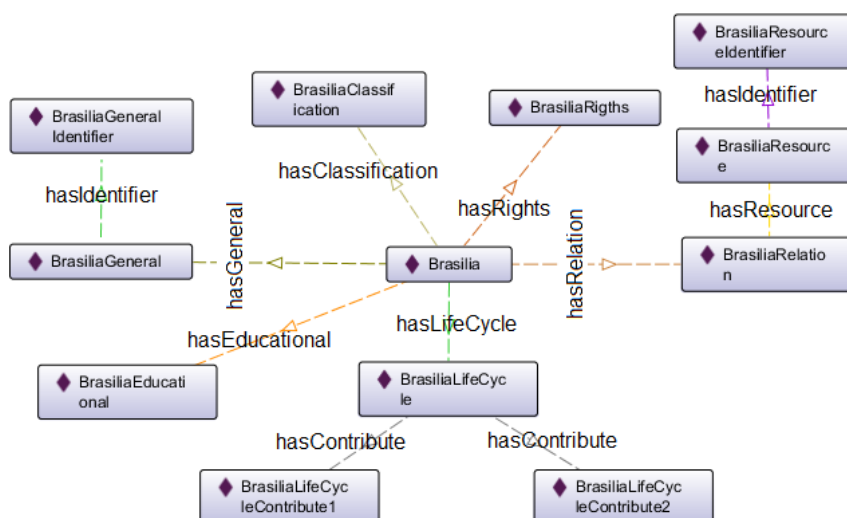 BrasiliaResourc
eIdentifier
BrasiliaClassif
ication
BrasiliaRigths
hasIdentifier
BrasiliaGeneral
Identifier
BrasiliaResourc
e
hasClassification
hasIdentifier
hasRights
hasResource
BrasiliaGeneral
hasGeneral
Brasilia
hasRelation
BrasiliaRelatio
n
hasLifeCycle
hasEducational
BrasiliaEducati
onal
BrasiliaLifeCyc
le
hasContribute
hasContribute
BrasiliaLifeCyc
leContribute1
BrasiliaLifeCyc
leContribute2